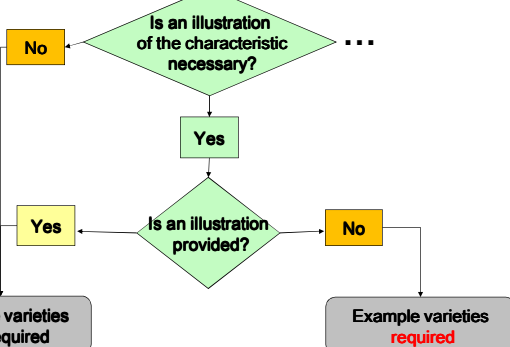 Is an illustration
of the characteristic
necessary?
...
No
Yes
Is an illustration
provided?
Yes
No
varieties
Example varieties
required